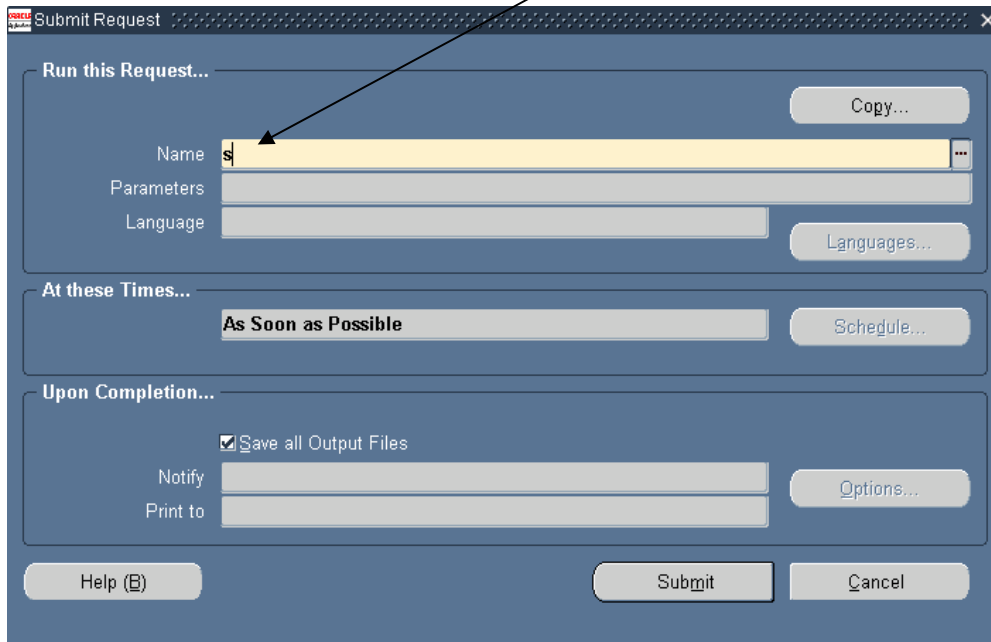 ORACLE
Submit Request
Run this Request...
Copy...
Name s
Parameters
Language
Languages...
At these Times...
As Soon as Possible
Schedule...
Upon Completion...
Save all Output Files
Notify
Options...
Print to
Help (B)
Submit
Cancel